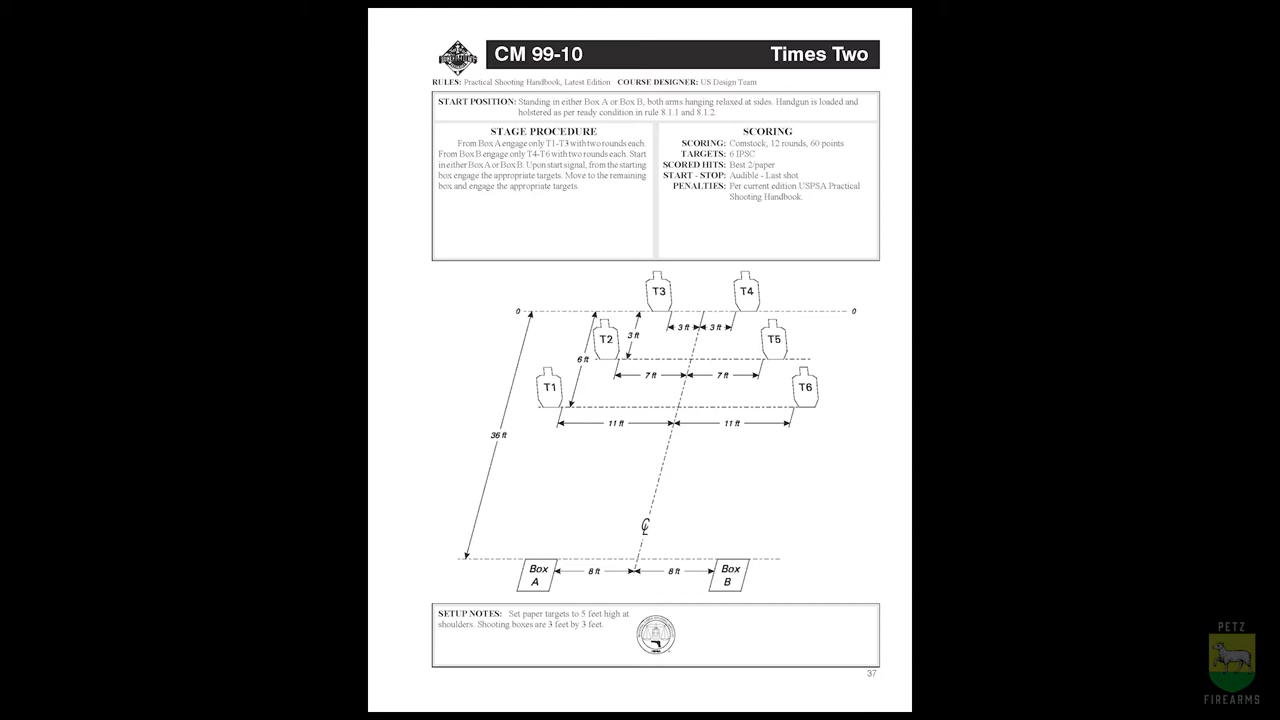 CM 99-10 Times Two
RULES: Practical Shooting Handbook, Latest Edition COURSE DESIGNER: US Design Team
START POSITION: Standing in either Box A or Box B, both arms hanging relaxed at sides. Handgun is loaded and
holstered as per ready condition in rule 8.1.1 and 8.1.2.
STAGE PROCEDURE
From Box A engage only T1-T3 with two rounds each.
From Box B engage only T4-T6 with two rounds each. Start
in either Box A or Box B. Upon start signal, from the starting
box engage the appropriate targets. Move to the remaining
box and engage the appropriate targets.
SCORING
SCORING: Comstock, 12 rounds, 60 points
TARGETS: 6 IPSC
SCORED HITS: Best 2/paper
START - STOP: Audible - Last shot
PENALTIES: Per current edition USPSA Practical
Shooting Handbook.
T3 T4
0 0
3 ft 3 ft
T2 3 ft T5
6 ft
7 ft 7 ft
T1 T6
11 ft 11 ft
36 ft
Box A 8 ft 8 ft Box B
SETUP NOTES: Set paper targets to 5 feet high at
shoulders. Shooting boxes are 3 feet by 3 feet.
37
PETZ
FIREARMS